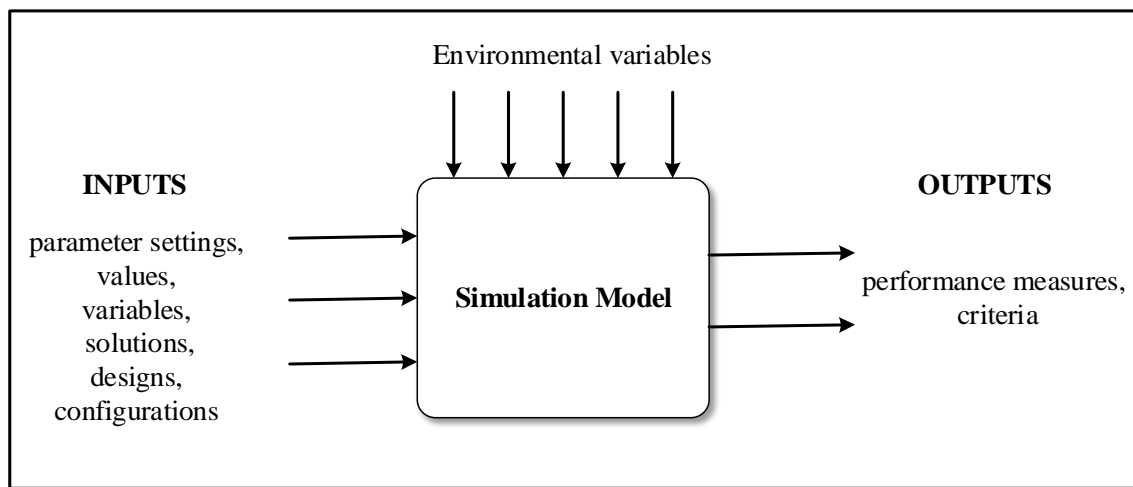 Environmental variables
INPUTS
parameter settings,
values,
variables,
solutions,
designs,
configurations
Simulation Model
OUTPUTS
performance measures,
criteria